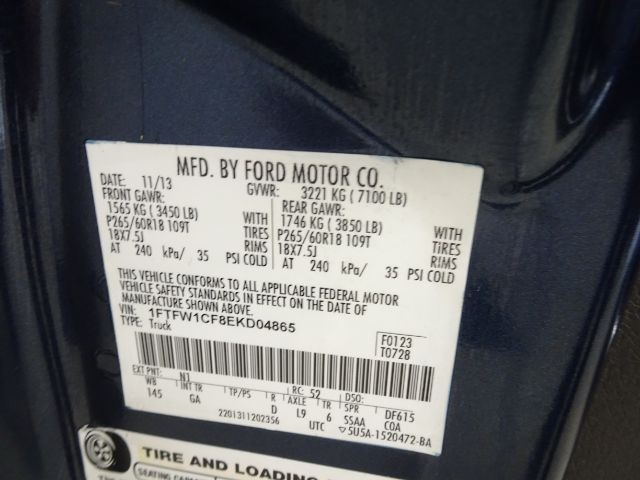 MFD. BY FORD MOTOR CO.
DATE: 11/13 GVWR: 3221 KG ( 7100 LB)
FRONT GAWR: REAR GAWR:
1565 KG ( 3450 LB) WITH 1746 KG ( 3850 LB) WITH
P265/60R18 109T TIRES P265/60R18 109T TIRES
18X7.5J RIMS 18X7.5J RIMS
AT 240 kPa/ 35 PSI COLD AT 240 kPa/ 35 PSI COLD
THIS VEHICLE CONFORMS TO ALL APPLICABLE FEDERAL MOTOR
VEHICLE SAFETY STANDARDS IN EFFECT ON THE DATE OF
MANUFACTURE SHOWN ABOVE.
VIN: 1FTFW1CF8EKD04865
TYPE: Truck
F0123
T0728
EXT PNT: N1 RC: 52 DSO:
WB INT TR TP/PS R AXLE TR SPR DF615
145 GA D L9 6 SSAA COA
2201311202356 UTC ▽5U5A-1520472-BA
TIRE AND LOADING